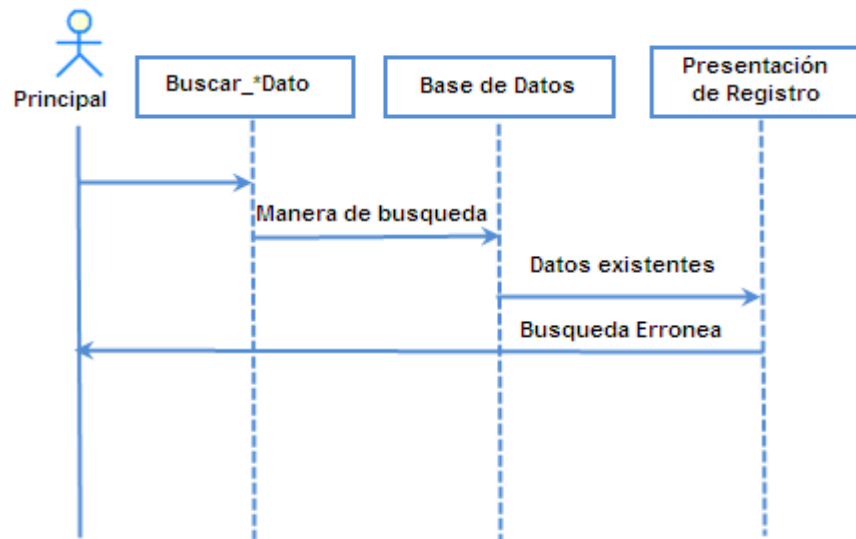 Principal
Buscar_*Dato
Base de Datos
Presentación
de Registro
Manera de busqueda
Datos existentes
Busqueda Erronea